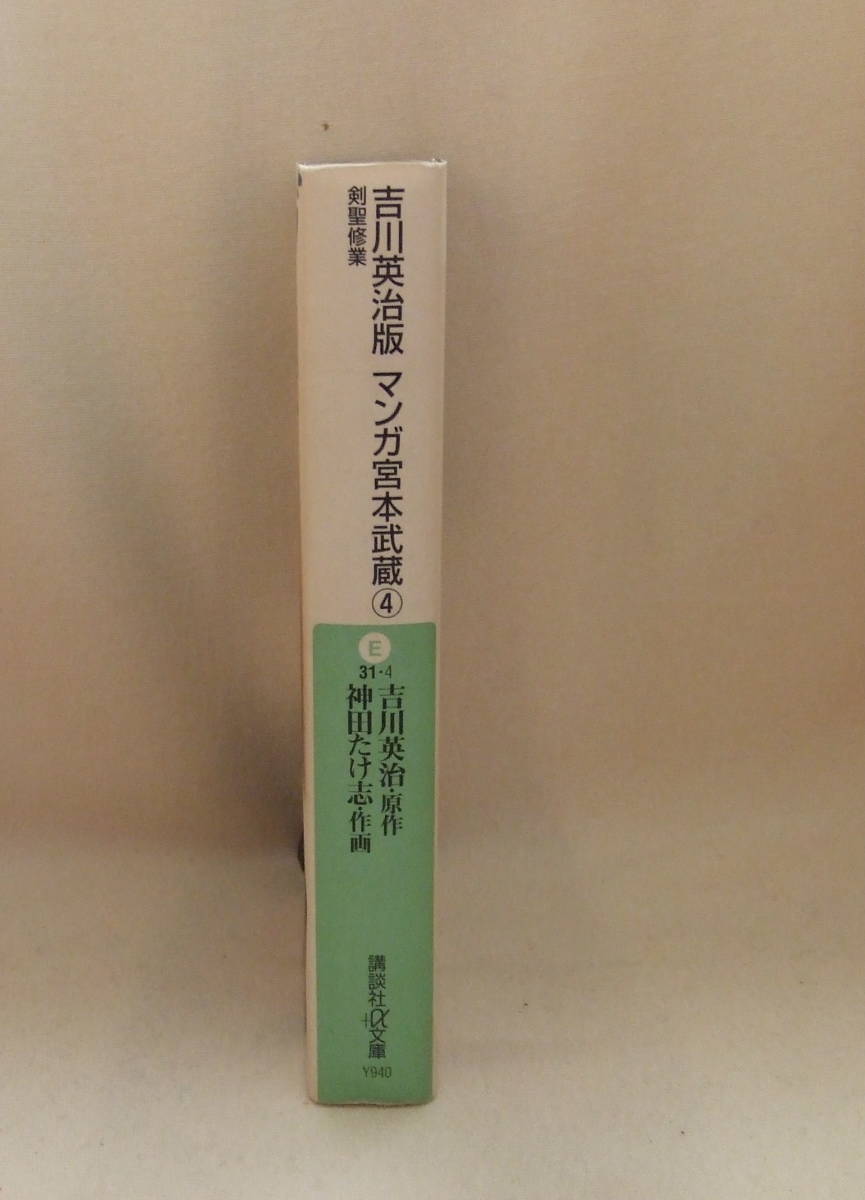 吉川英治版 マンガ宮本武蔵④
剣聖修業
E
31・4
吉川英治・原作
神田たけ志・作画
講談社
+α文庫
Y940